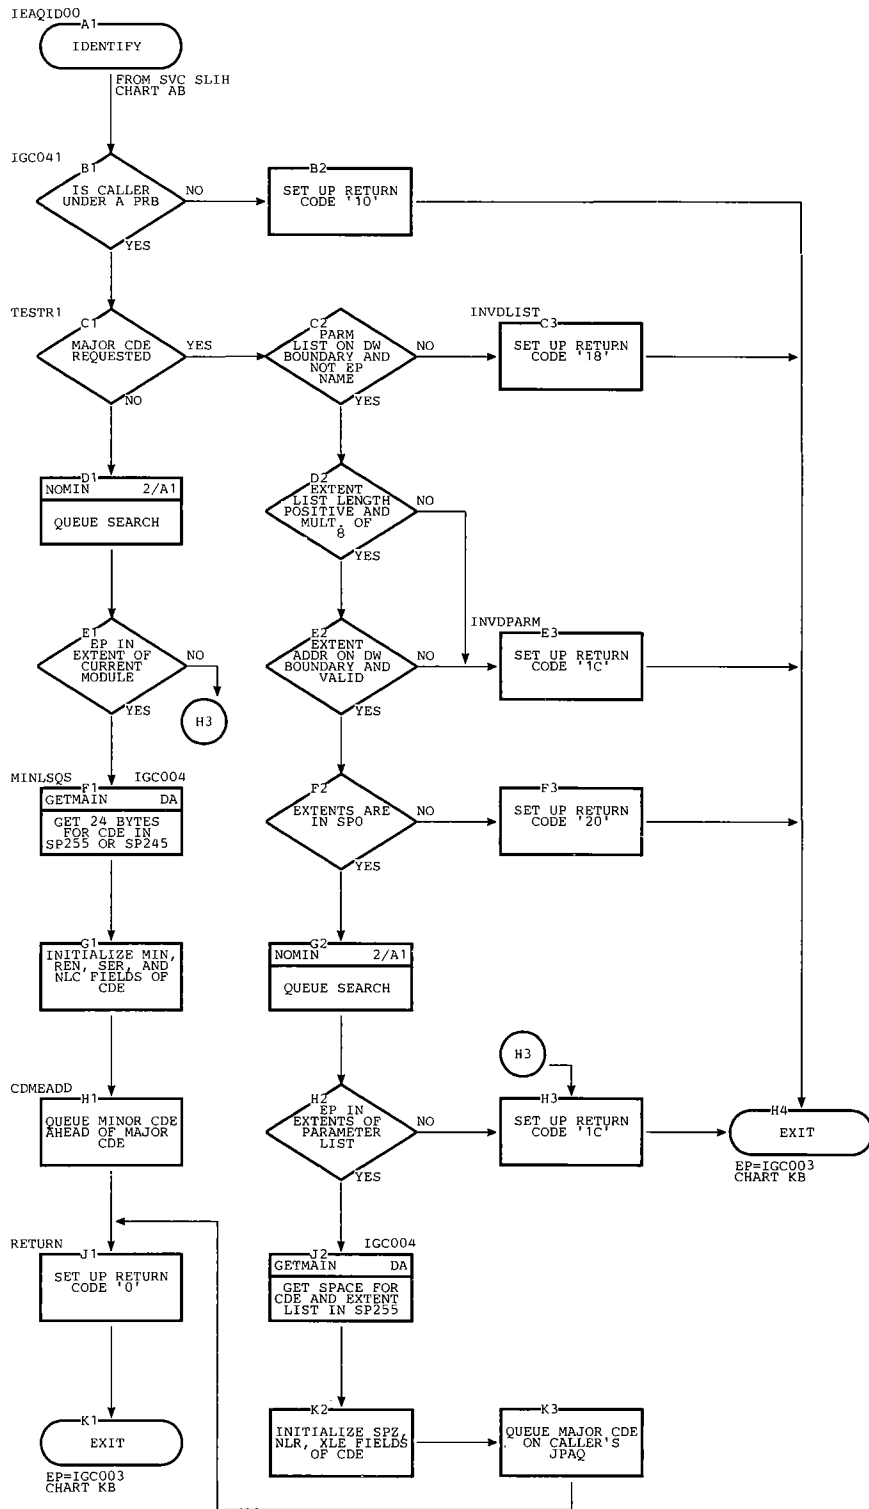 IEAQID00
A1
IDENTIFY
FROM SVC SLIH
CHART AB
IGC041
B1
IS CALLER
UNDER A PRB
NO
YES
B2
SET UP RETURN
CODE '10'
TESTR1
C1
MAJOR CDE
REQUESTED
YES
NO
C2
PARM
LIST ON DW
BOUNDARY AND
NOT EP
NAME
NO
YES
INVDLIST
C3
SET UP RETURN
CODE '18'
D1
NOMIN 2/A1
QUEUE SEARCH
D2
EXTENT
LIST LENGTH
POSITIVE AND
MULT. OF
8
NO
YES
E1
EP IN
EXTENT OF
CURRENT
MODULE
NO
YES
H3
E2
EXTENT
ADDR ON DW
BOUNDARY AND
VALID
NO
YES
INVDPARM
E3
SET UP RETURN
CODE '1C'
MINLSQS
IGC004
F1
GETMAIN DA
GET 24 BYTES
FOR CDE IN
SP255 OR SP245
F2
EXTENTS ARE
IN SP0
NO
YES
F3
SET UP RETURN
CODE '20'
G1
INITIALIZE MIN,
REN, SER, AND
NLC FIELDS OF
CDE
G2
NOMIN 2/A1
QUEUE SEARCH
CDMEADD
H1
QUEUE MINOR CDE
AHEAD OF MAJOR
CDE
H2
EP IN
EXTENTS OF
PARAMETER
LIST
NO
YES
H3
H3
SET UP RETURN
CODE '1C'
H4
EXIT
EP=IGC003
CHART KB
RETURN
J1
SET UP RETURN
CODE '0'
IGC004
J2
GETMAIN DA
GET SPACE FOR
CDE AND EXTENT
LIST IN SP255
K1
EXIT
EP=IGC003
CHART KB
K2
INITIALIZE SPZ,
NLR, XLE FIELDS
OF CDE
K3
QUEUE MAJOR CDE
ON CALLER'S
JPAQ